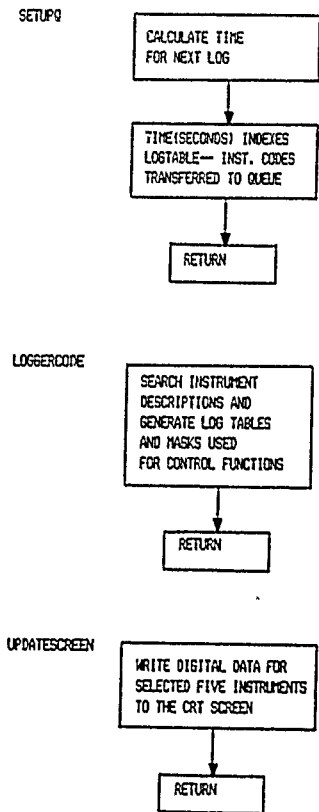 SETUPQ
CALCULATE TIME
FOR NEXT LOG
TIME(SECONDS) INDEXES
LOGTABLE-- INST. CODES
TRANSFERRED TO QUEUE
RETURN
LOGGERCODE
SEARCH INSTRUMENT
DESCRIPTIONS AND
GENERATE LOG TABLES
AND MASKS USED
FOR CONTROL FUNCTIONS
RETURN
UPDATESCREEN
WRITE DIGITAL DATA FOR
SELECTED FIVE INSTRUMENTS
TO THE CRT SCREEN
RETURN